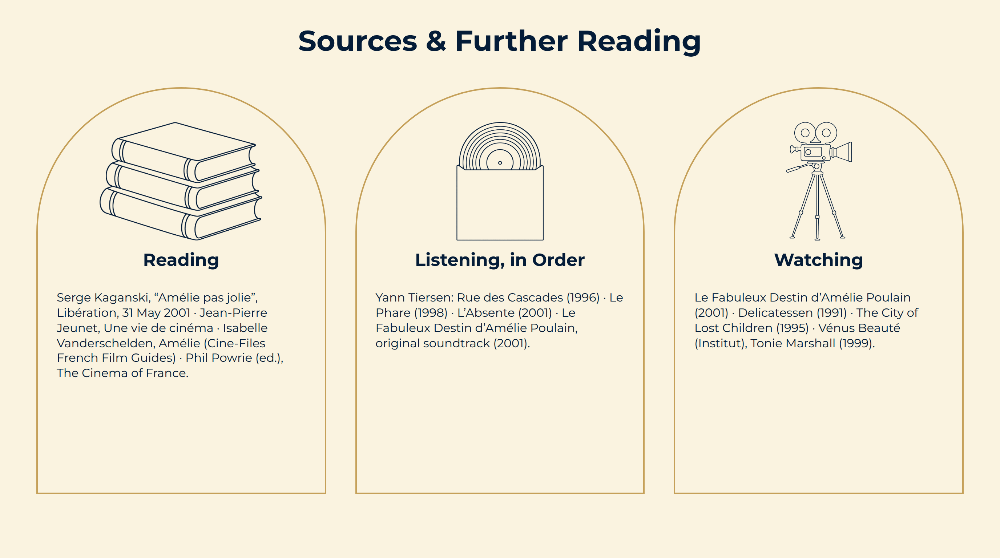 Sources & Further Reading
Reading
Serge Kaganski, “Amélie pas jolie”,
Libération, 31 May 2001 · Jean-Pierre
Jeunet, Une vie de cinéma · Isabelle
Vanderschelden, Amélie (Cine-Files
French Film Guides) · Phil Powrie (ed.),
The Cinema of France.
Listening, in Order
Yann Tiersen: Rue des Cascades (1996) · Le
Phare (1998) · L’Absente (2001) · Le
Fabuleux Destin d’Amélie Poulain,
original soundtrack (2001).
Watching
Le Fabuleux Destin d’Amélie Poulain
(2001) · Delicatessen (1991) · The City of
Lost Children (1995) · Vénus Beauté
(Institut), Tonie Marshall (1999).